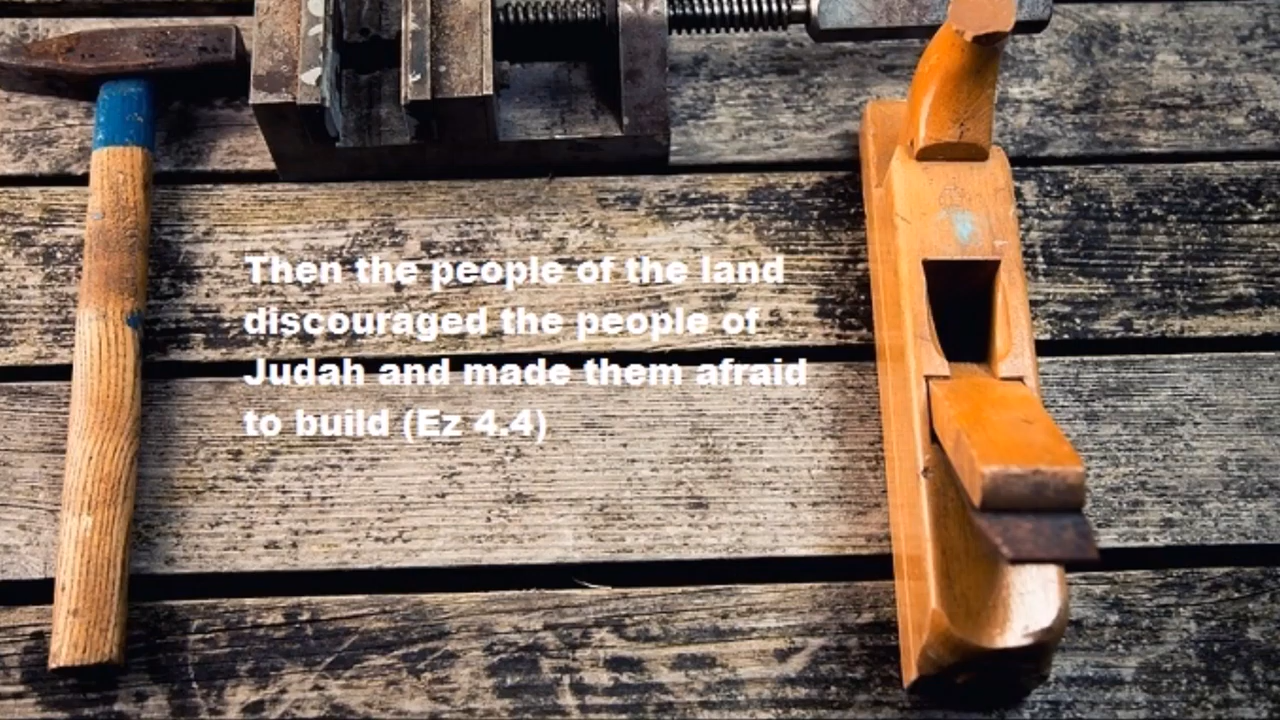 Then the people of the land
discouraged the people of
Judah and made them afraid
to build (Ez 4.4)